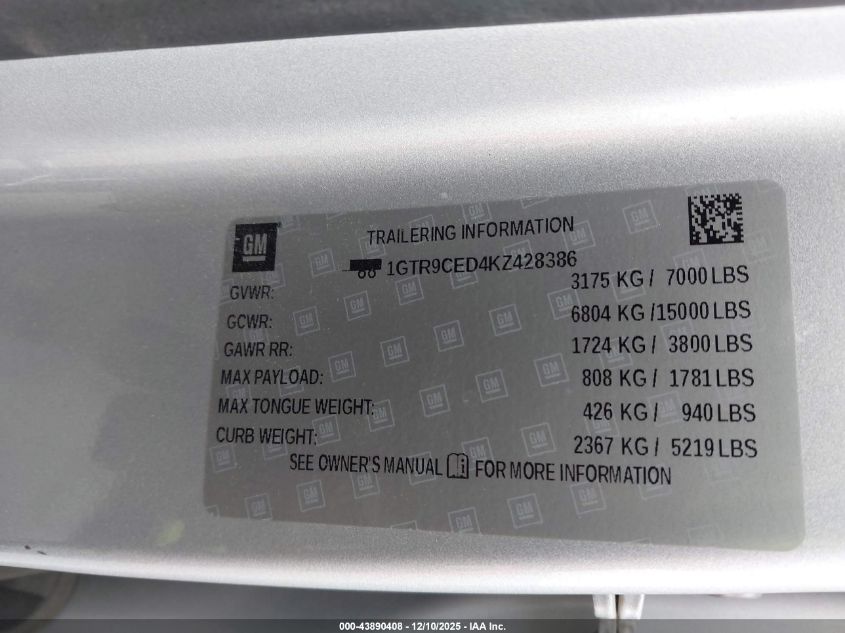 GM
TRAILERING INFORMATION
1GTR9CED4KZ428386
GVWR: 3175 KG / 7000 LBS
GCWR: 6804 KG /15000 LBS
GAWR RR: 1724 KG / 3800 LBS
MAX PAYLOAD: 808 KG / 1781 LBS
MAX TONGUE WEIGHT: 426 KG / 940 LBS
CURB WEIGHT: 2367 KG / 5219 LBS
SEE OWNER'S MANUAL i FOR MORE INFORMATION
000-43890408 - 12/10/2025 - IAA Inc.